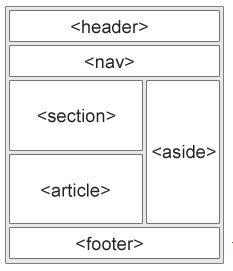 <header>
<nav>
<section>
<aside>
<article>
<footer>